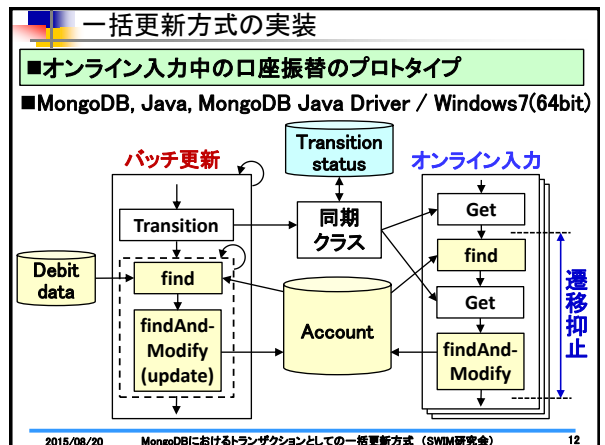 一括更新方式の実装
■オンライン入力中の口座振替のプロトタイプ
■MongoDB, Java, MongoDB Java Driver / Windows7(64bit)
Transition
status
バッチ更新
オンライン入力
Transition
同期
クラス
Get
find
Get
findAnd-
Modify
遷移抑止
Debit
data
find
findAnd-
Modify
(update)
Account
2015/08/20 MongoDBにおけるトランザクションとしての一括更新方式 (SWIM研究会) 12